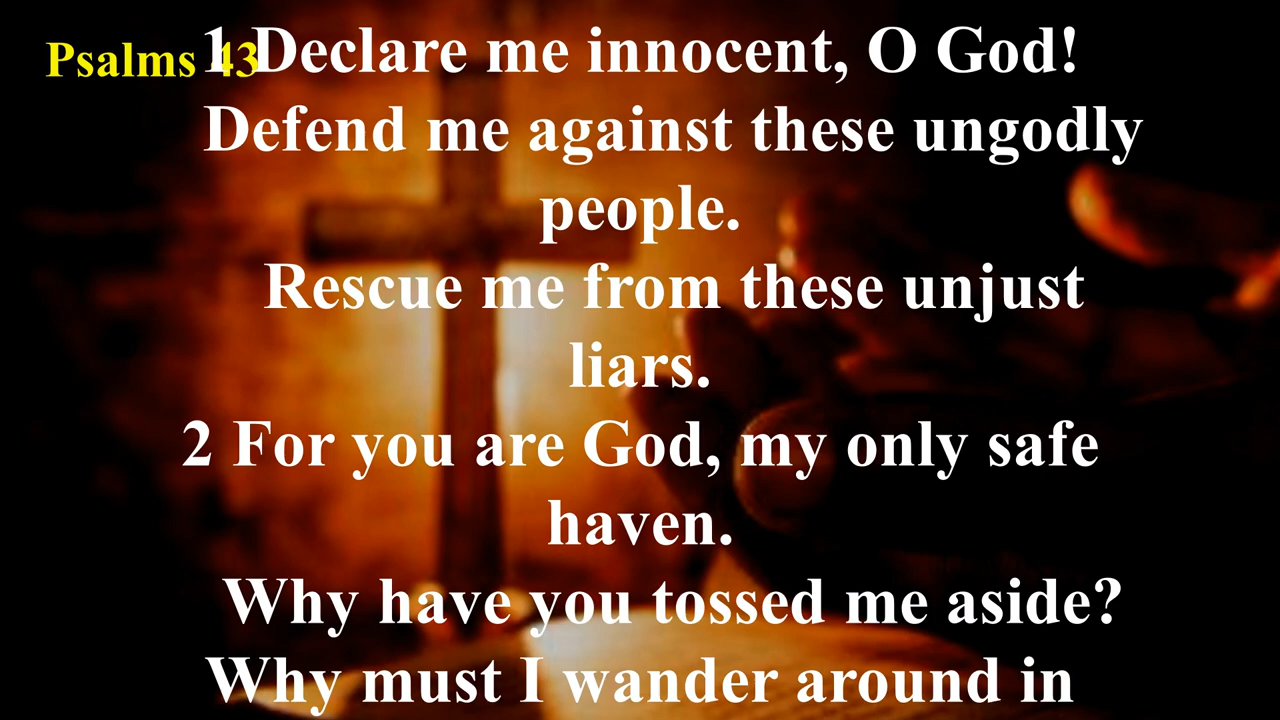 Psalms 43
1 Declare me innocent, O God!
Defend me against these ungodly
people.
Rescue me from these unjust
liars.
2 For you are God, my only safe
haven.
Why have you tossed me aside?
Why must I wander around in